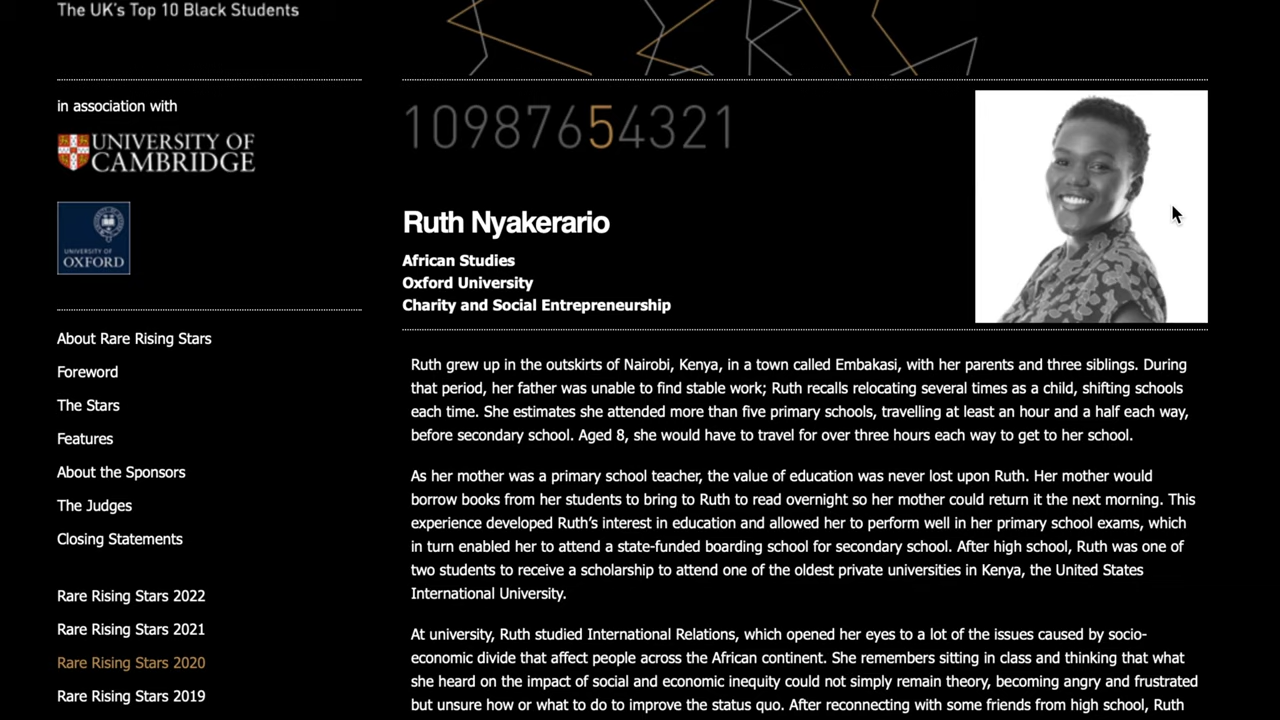 The UK's Top 10 Black Students
in association with
UNIVERSITY OF
CAMBRIDGE
UNIVERSITY OF
OXFORD
About Rare Rising Stars
Foreword
The Stars
Features
About the Sponsors
The Judges
Closing Statements
Rare Rising Stars 2022
Rare Rising Stars 2021
Rare Rising Stars 2020
Rare Rising Stars 2019
10987654321
Ruth Nyakerario
African Studies
Oxford University
Charity and Social Entrepreneurship
Ruth grew up in the outskirts of Nairobi, Kenya, in a town called Embakasi, with her parents and three siblings. During
that period, her father was unable to find stable work; Ruth recalls relocating several times as a child, shifting schools
each time. She estimates she attended more than five primary schools, travelling at least an hour and a half each way,
before secondary school. Aged 8, she would have to travel for over three hours each way to get to her school.
As her mother was a primary school teacher, the value of education was never lost upon Ruth. Her mother would
borrow books from her students to bring to Ruth to read overnight so her mother could return it the next morning. This
experience developed Ruth's interest in education and allowed her to perform well in her primary school exams, which
in turn enabled her to attend a state-funded boarding school for secondary school. After high school, Ruth was one of
two students to receive a scholarship to attend one of the oldest private universities in Kenya, the United States
International University.
At university, Ruth studied International Relations, which opened her eyes to a lot of the issues caused by socio-
economic divide that affect people across the African continent. She remembers sitting in class and thinking that what
she heard on the impact of social and economic inequity could not simply remain theory, becoming angry and frustrated
but unsure how or what to do to improve the status quo. After reconnecting with some friends from high school, Ruth